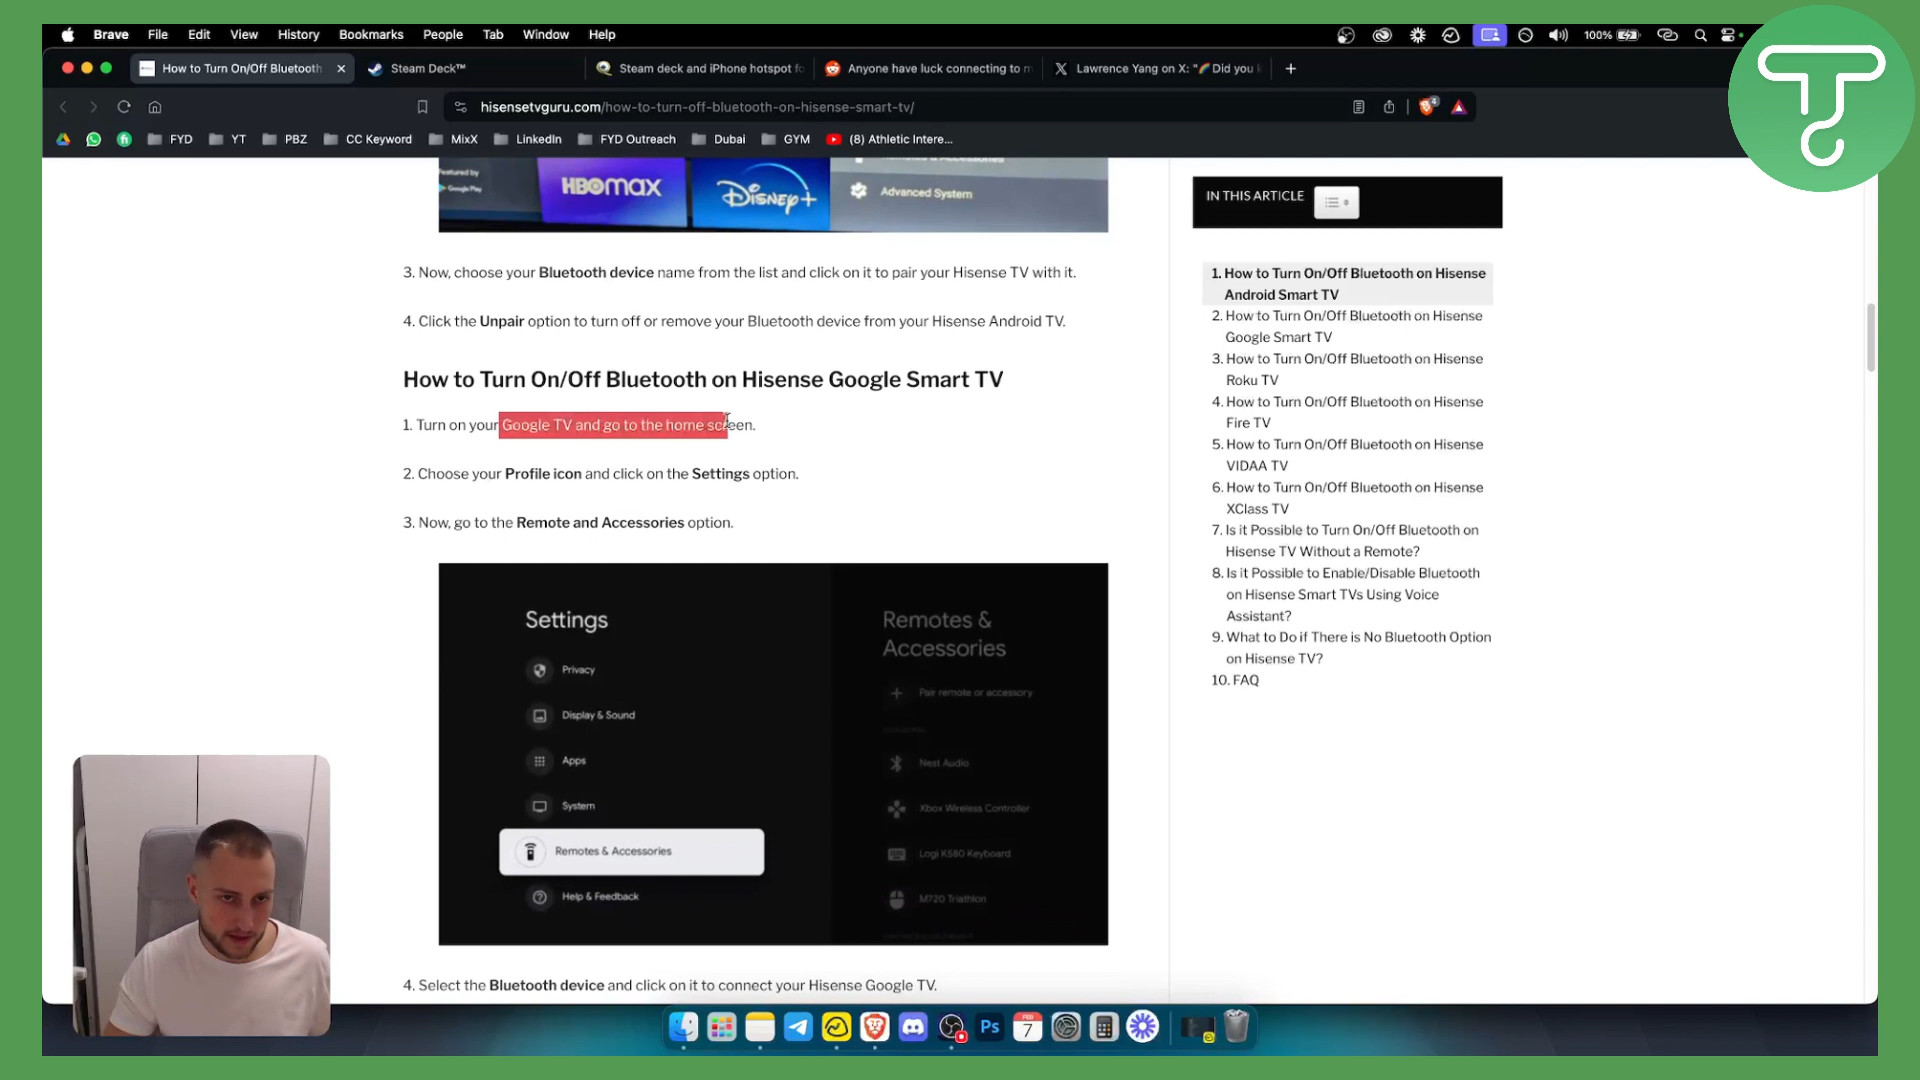 Brave File Edit View History Bookmarks People Tab Window Help 100%
How to Turn On/Off Bluetooth Steam Deck™ Steam deck and iPhone hotspot fo Anyone have luck connecting to m Lawrence Yang on X: "🌈 Did you k
hisensetvguru.com/how-to-turn-off-bluetooth-on-hisense-smart-tv/
FYD YT PBZ CC Keyword MixX LinkedIn FYD Outreach Dubai GYM (8) Athletic Intere...
Google Play
HBOMAX
Disney+
Advanced System
3. Now, choose your Bluetooth device name from the list and click on it to pair your Hisense TV with it.
4. Click the Unpair option to turn off or remove your Bluetooth device from your Hisense Android TV.
How to Turn On/Off Bluetooth on Hisense Google Smart TV
1. Turn on your Google TV and go to the home screen.
2. Choose your Profile icon and click on the Settings option.
3. Now, go to the Remote and Accessories option.
Settings
Privacy
Display & Sound
Apps
System
Remotes & Accessories
Help & Feedback
Remotes &
Accessories
Pair remote or accessory
Nest Audio
Xbox Wireless Controller
Logi K580 Keyboard
M720 Triathlon
4. Select the Bluetooth device and click on it to connect your Hisense Google TV.
IN THIS ARTICLE
1. How to Turn On/Off Bluetooth on Hisense
Android Smart TV
2. How to Turn On/Off Bluetooth on Hisense
Google Smart TV
3. How to Turn On/Off Bluetooth on Hisense
Roku TV
4. How to Turn On/Off Bluetooth on Hisense
Fire TV
5. How to Turn On/Off Bluetooth on Hisense
VIDAA TV
6. How to Turn On/Off Bluetooth on Hisense
XClass TV
7. Is it Possible to Turn On/Off Bluetooth on
Hisense TV Without a Remote?
8. Is it Possible to Enable/Disable Bluetooth
on Hisense Smart TVs Using Voice
Assistant?
9. What to Do if There is No Bluetooth Option
on Hisense TV?
10. FAQ
Ps
FEB
7